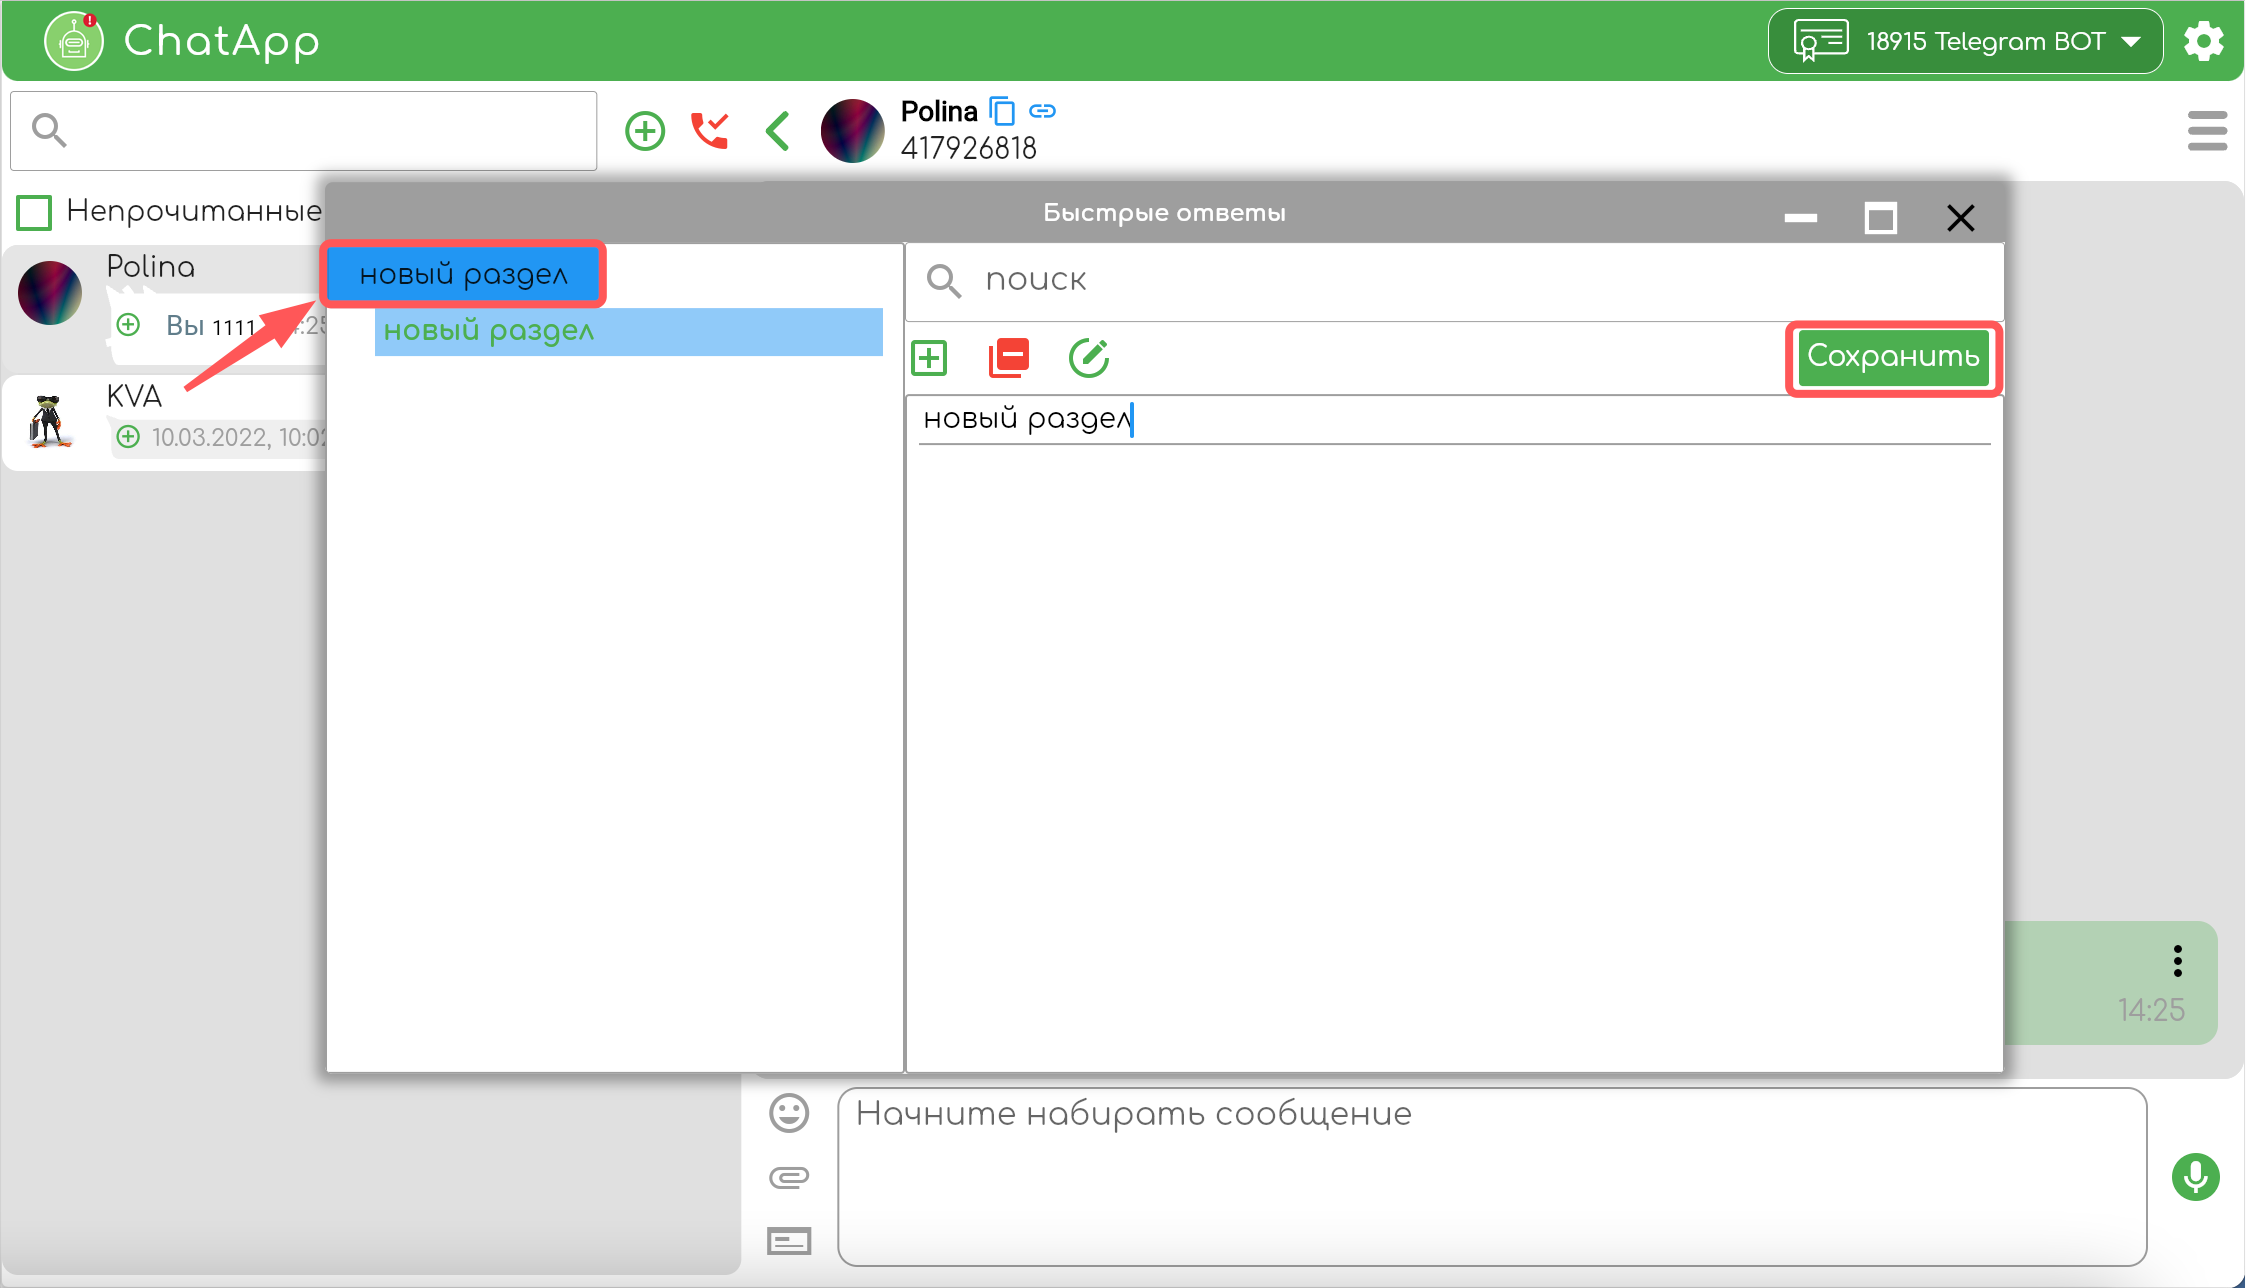 ChatApp
18915 Telegram BOT
Polina
417926818
Непрочитанные
Быстрые ответы
Polina
Вы 1111
KVA
10.03.2022, 10:02
новый раздел
новый раздел
поиск
Сохранить
новый раздел
14:25
Начните набирать сообщение